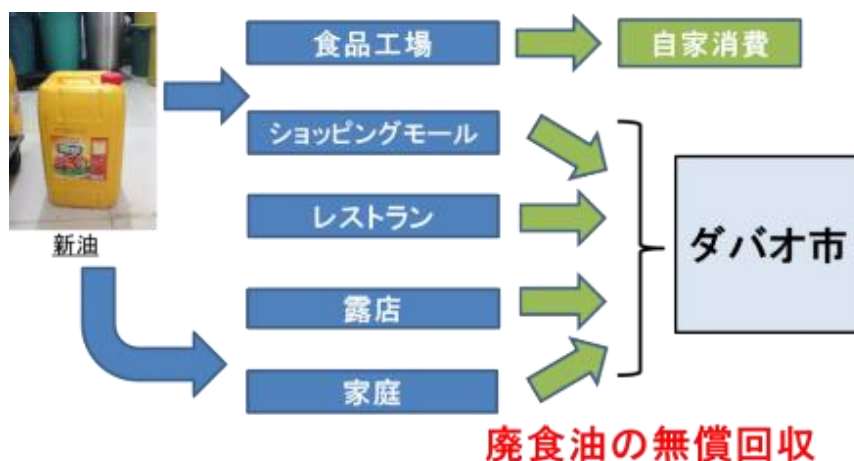 食品工場
自家消費
ショッピングモール
レストラン
新油
ダバオ市
露店
家庭
廃食油の無償回収